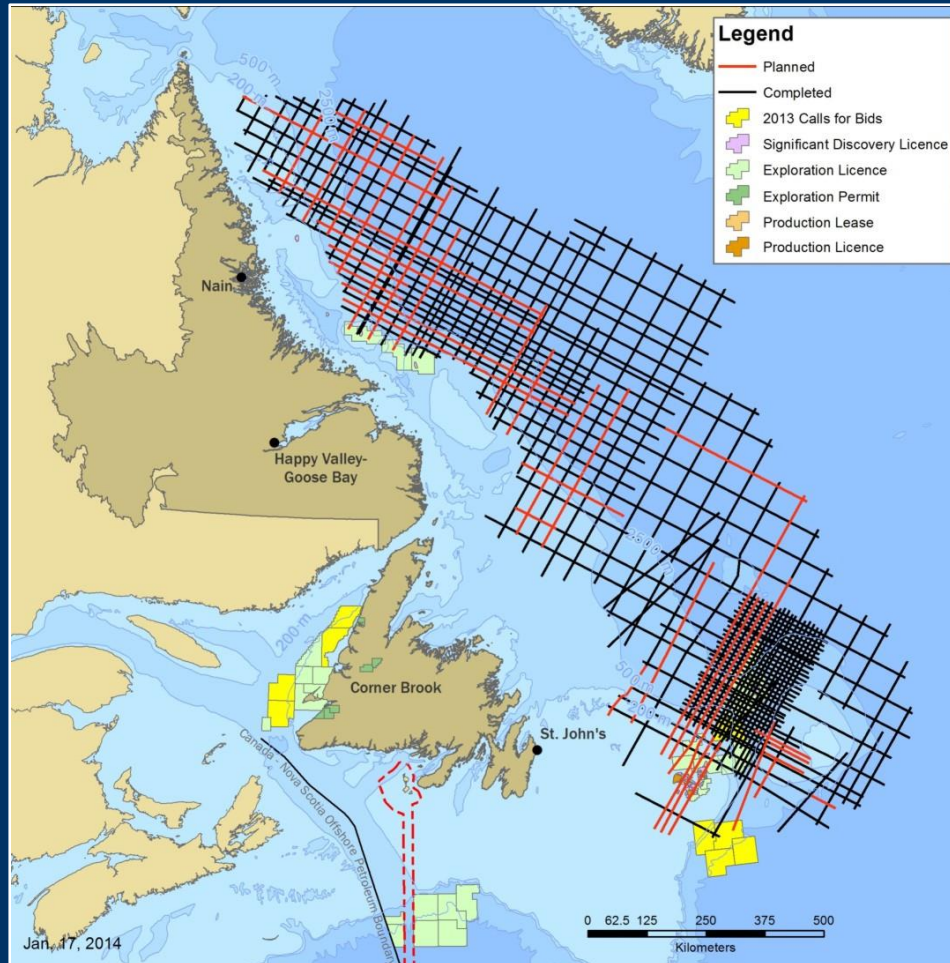 Legend
Planned
Completed
2013 Calls for Bids
Significant Discovery Licence
Exploration Licence
Exploration Permit
Production Lease
Production Licence
500 m
200 m
2500 m
Nain
Happy Valley-
Goose Bay
2500 m
200 m
Corner Brook
500 m
200 m
St. John's
Canada - Nova Scotia Offshore Petroleum Boundary
0 62.5 125 250 375 500
Kilometers
Jan. 17, 2014